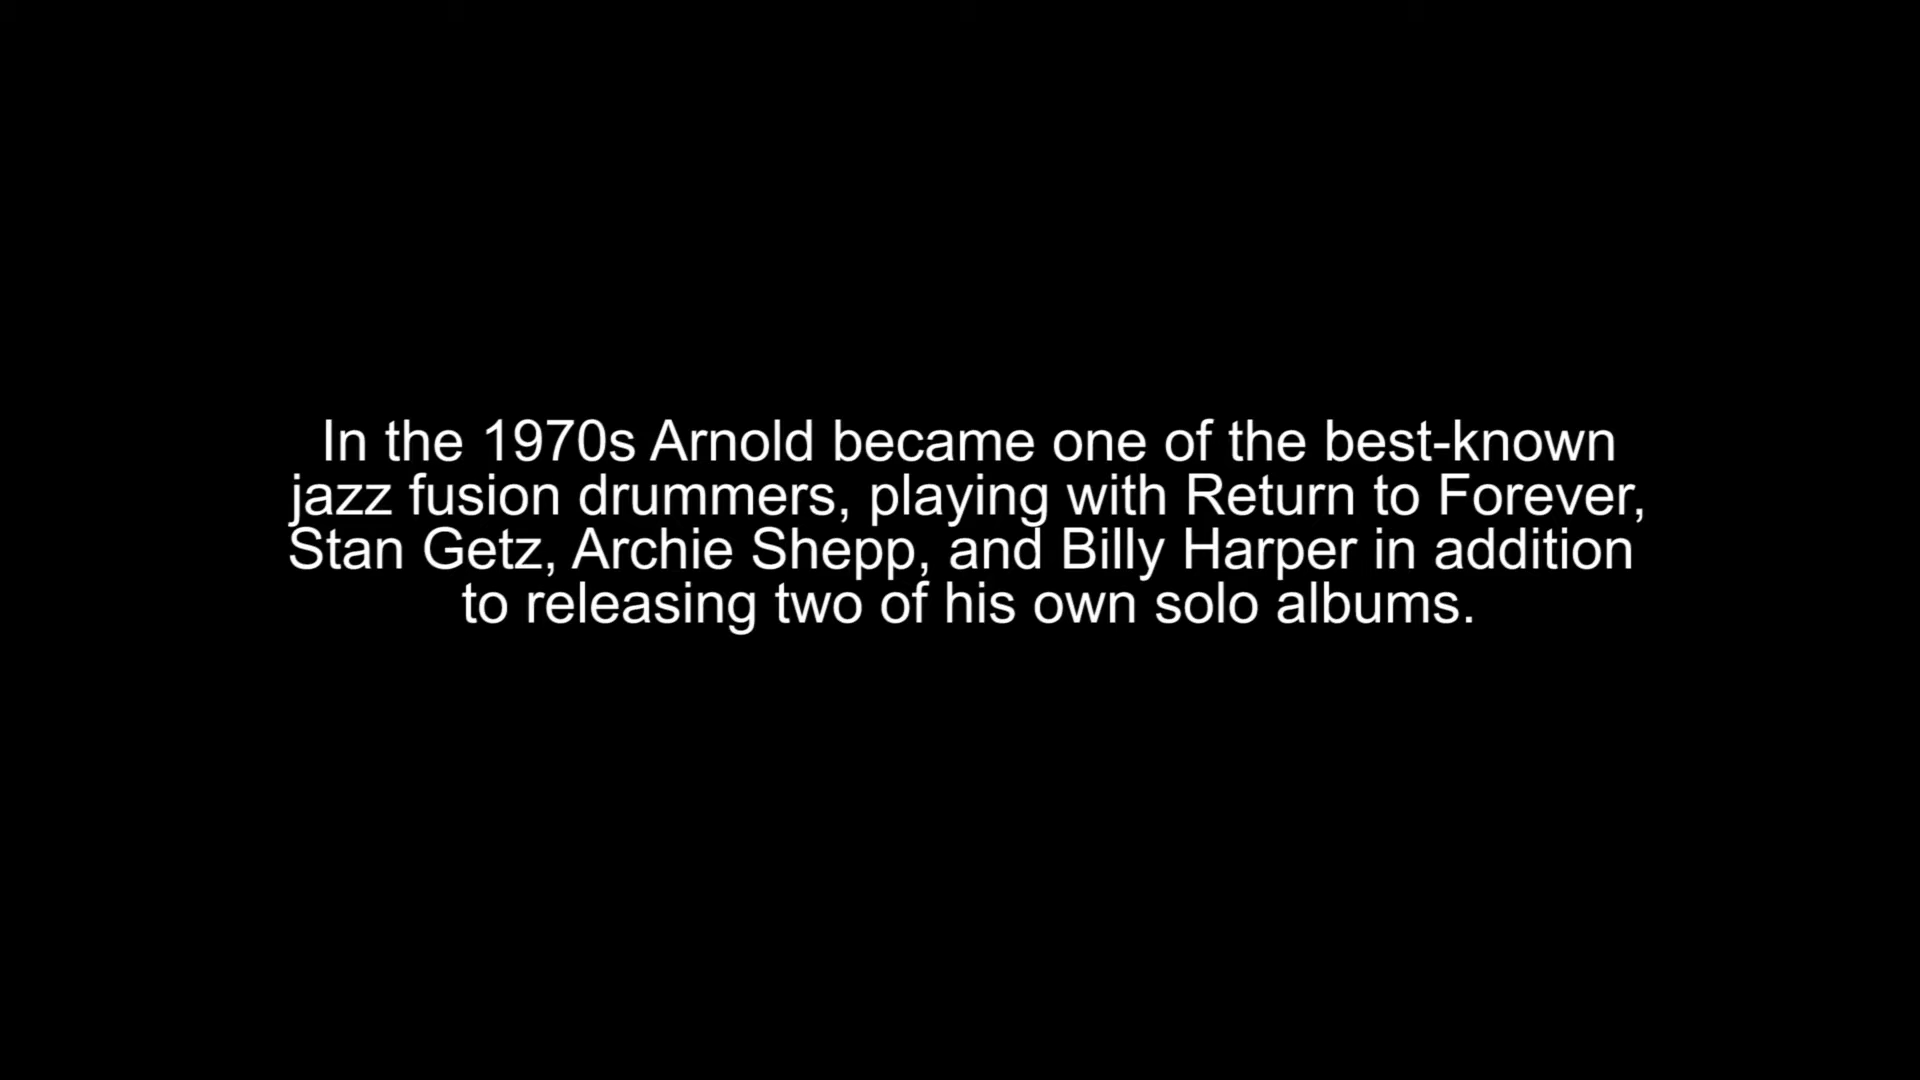 In the 1970s Arnold became one of the best-known
jazz fusion drummers, playing with Return to Forever,
Stan Getz, Archie Shepp, and Billy Harper in addition
to releasing two of his own solo albums.